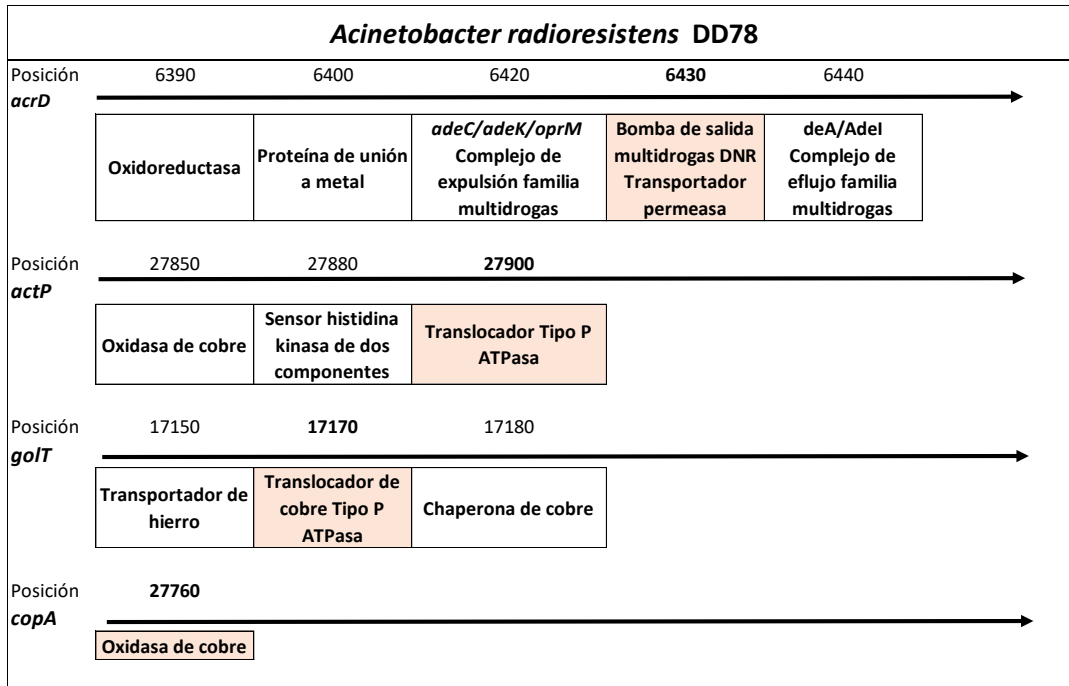 Acinetobacter radioresistens DD78
Posición 6390 6400 6420 6430 6440
acrD
Oxidoreductasa
Proteína de unión
a metal
adeC/adeK/oprM
Complejo de
expulsión familia
multidrogas
Bomba de salida
multidrogas DNR
Transportador
permeasa
deA/AdeI
Complejo de
eflujo familia
multidrogas
Posición 27850 27880 27900
actP
Oxidasa de cobre
Sensor histidina
kinasa de dos
componentes
Translocador Tipo P
ATPasa
Posición 17150 17170 17180
golT
Transportador de
hierro
Translocador de
cobre Tipo P
ATPasa
Chaperona de cobre
Posición 27760
copA
Oxidasa de cobre